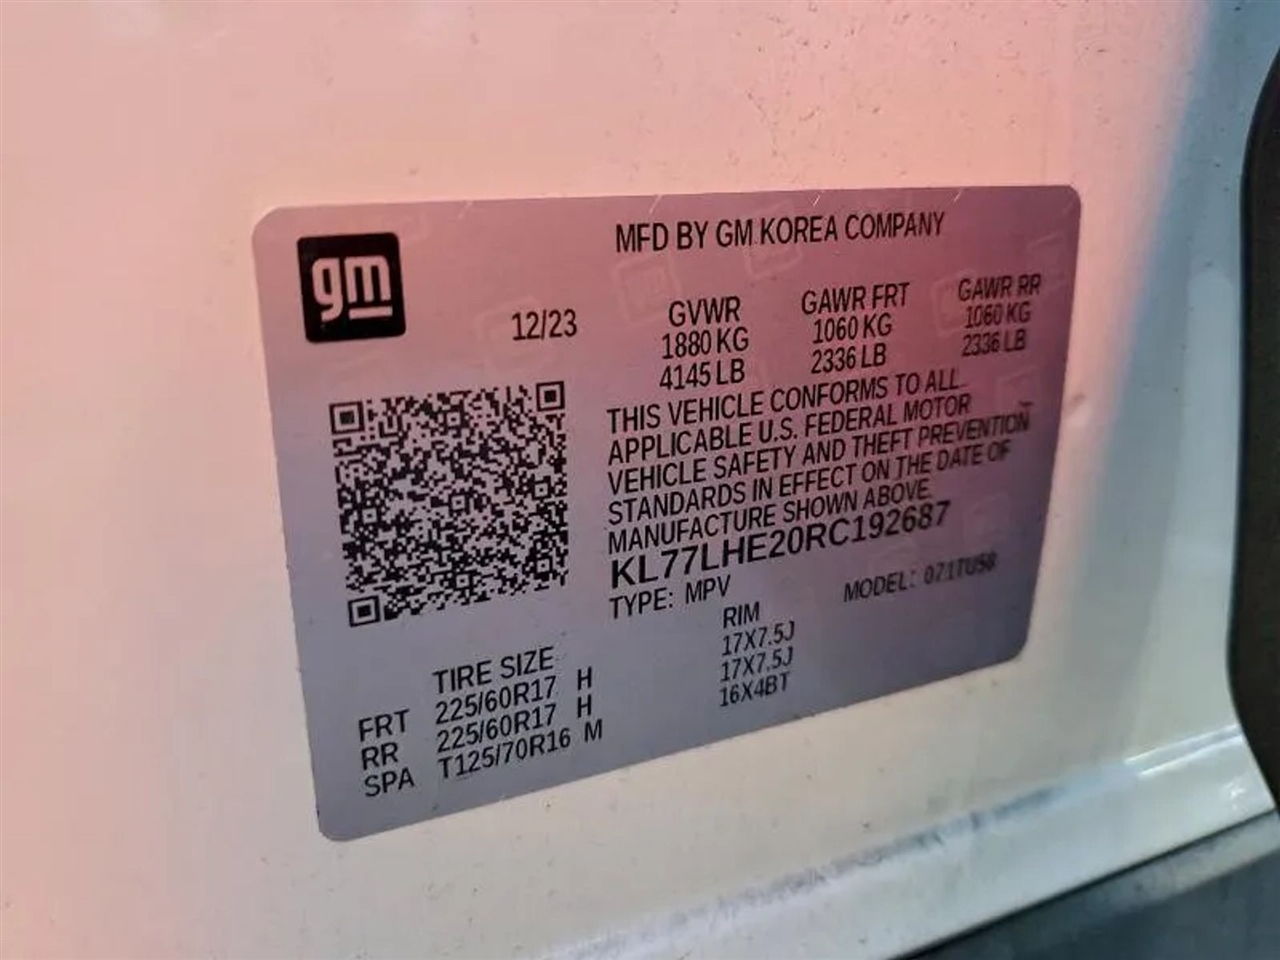 gm
MFD BY GM KOREA COMPANY
12/23
GVWR
1880 KG
4145 LB
GAWR FRT
1060 KG
2336 LB
GAWR RR
1060 KG
2336 LB
THIS VEHICLE CONFORMS TO ALL
APPLICABLE U.S. FEDERAL MOTOR
VEHICLE SAFETY AND THEFT PREVENTION
STANDARDS IN EFFECT ON THE DATE OF
MANUFACTURE SHOWN ABOVE.
KL77LHE20RC192687
TYPE: MPV MODEL: 071TU58
TIRE SIZE RIM
FRT 225/60R17 H 17X7.5J
RR 225/60R17 H 17X7.5J
SPA T125/70R16 M 16X4BT